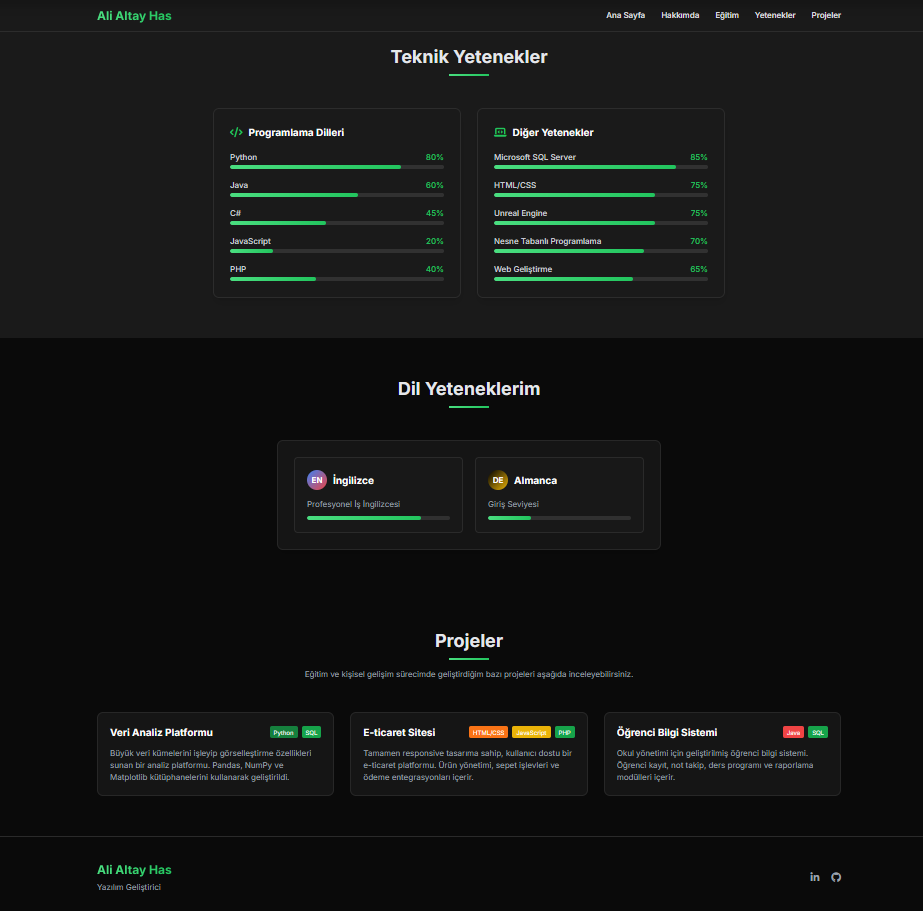 Ali Altay Has
Ana Sayfa Hakkımda Eğitim Yetenekler Projeler
Teknik Yetenekler
Programlama Dilleri
Python 80%
Java 60%
C# 45%
JavaScript 20%
PHP 40%
Diğer Yetenekler
Microsoft SQL Server 85%
HTML/CSS 75%
Unreal Engine 75%
Nesne Tabanlı Programlama 70%
Web Geliştirme 65%
Dil Yeteneklerim
EN İngilizce
Profesyonel İş İngilizcesi
DE Almanca
Giriş Seviyesi
Projeler
Eğitim ve kişisel gelişim sürecimde geliştirdiğim bazı projeleri aşağıda inceleyebilirsiniz.
Veri Analiz Platformu Python SQL
Büyük veri kümelerini işleyip görselleştirme özellikleri
sunan bir analiz platformu. Pandas, NumPy ve
Matplotlib kütüphanelerini kullanarak geliştirildi.
E-ticaret Sitesi HTML/CSS JavaScript PHP
Tamamen responsive tasarıma sahip, kullanıcı dostu bir
e-ticaret platformu. Ürün yönetimi, sepet işlevleri ve
ödeme entegrasyonları içerir.
Öğrenci Bilgi Sistemi Java SQL
Okul yönetimi için geliştirilmiş öğrenci bilgi sistemi.
Öğrenci kayıt, not takip, ders programı ve raporlama
modülleri içerir.
Ali Altay Has
Yazılım Geliştirici